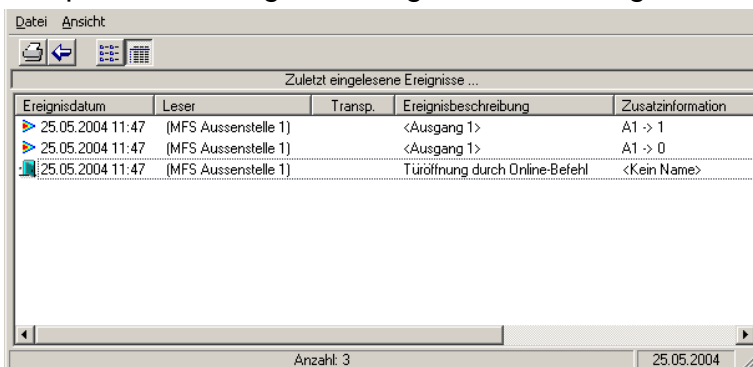 Datei Ansicht
Zuletzt eingelesene Ereignisse ...
Ereignisdatum Leser Transp. Ereignisbeschreibung Zusatzinformation
25.05.2004 11:47 (MFS Aussenstelle 1) <Ausgang 1> A1 -> 1
25.05.2004 11:47 (MFS Aussenstelle 1) <Ausgang 1> A1 -> 0
25.05.2004 11:47 (MFS Aussenstelle 1) Türöffnung durch Online-Befehl <Kein Name>
Anzahl: 3 25.05.2004